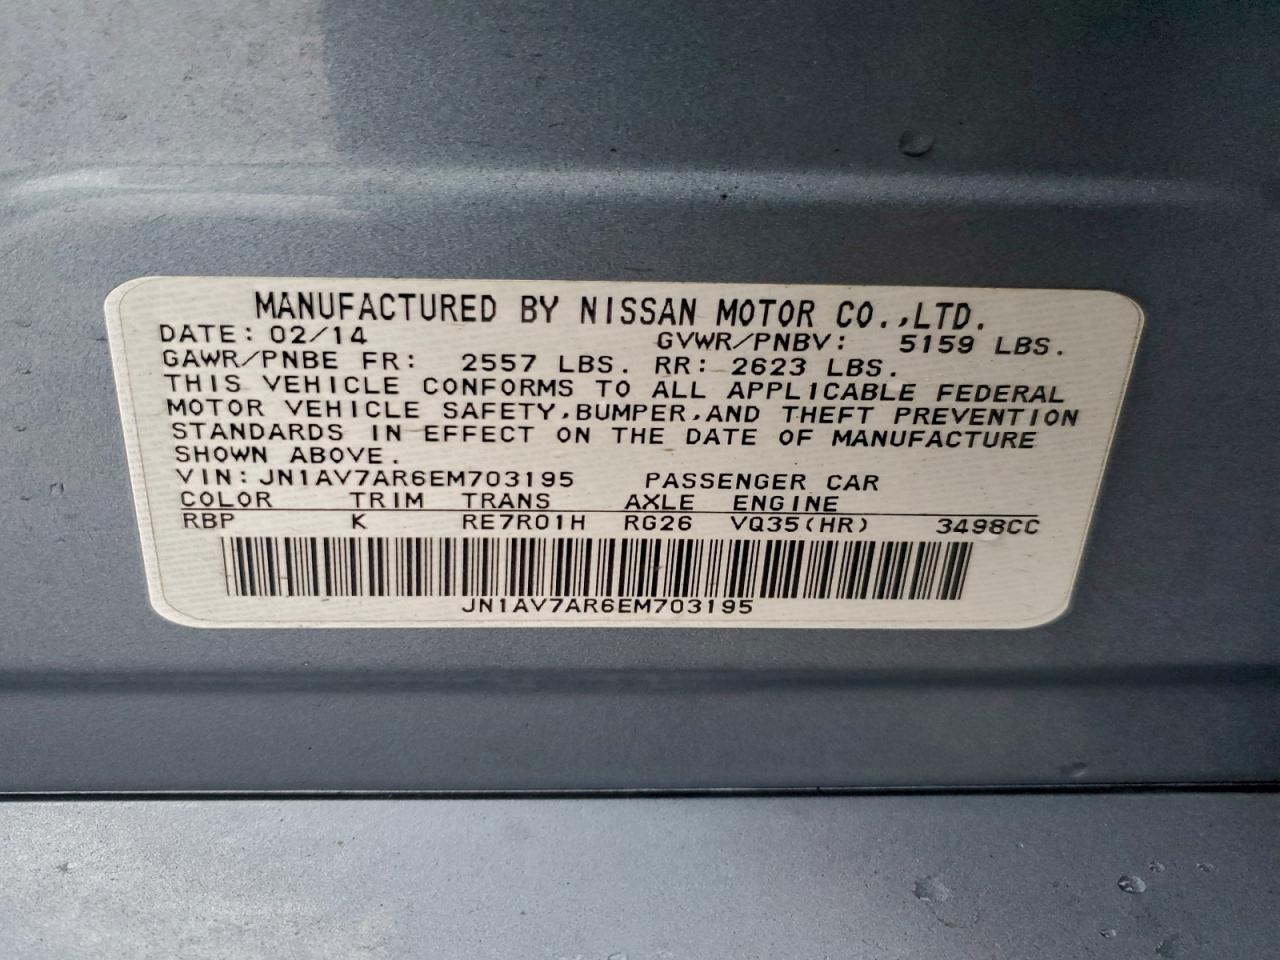 MANUFACTURED BY NISSAN MOTOR CO.,LTD.
DATE: 02/14 GVWR/PNBV: 5159 LBS.
GAWR/PNBE FR: 2557 LBS. RR: 2623 LBS.
THIS VEHICLE CONFORMS TO ALL APPLICABLE FEDERAL
MOTOR VEHICLE SAFETY,BUMPER,AND THEFT PREVENTION
STANDARDS IN EFFECT ON THE DATE OF MANUFACTURE
SHOWN ABOVE.
VIN:JN1AV7AR6EM703195 PASSENGER CAR
COLOR TRIM TRANS AXLE ENGINE
RBP K RE7R01H RG26 VQ35(HR) 3498CC
JN1AV7AR6EM703195